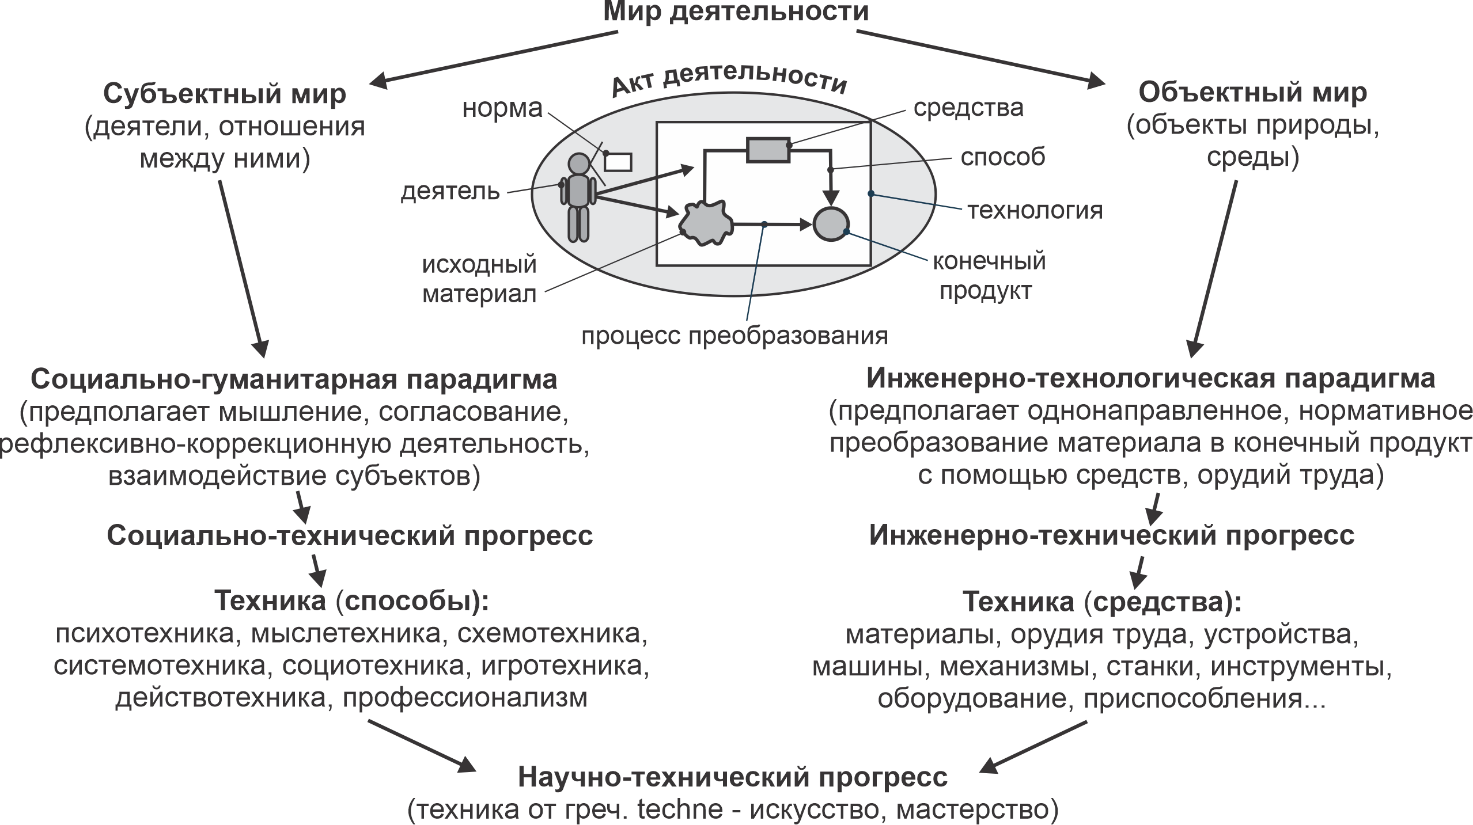 Мир деятельности
Субъектный мир
(деятели, отношения
между ними)
Акт деятельности
норма
деятель
исходный
материал
процесс преобразования
средства
способ
технология
конечный
продукт
Объектный мир
(объекты природы,
среды)
Социально-гуманитарная парадигма
(предполагает мышление, согласование,
рефлексивно-коррекционную деятельность,
взаимодействие субъектов)
Социально-технический прогресс
Техника (способы):
психотехника, мыслетехника, схемотехника,
системотехника, социотехника, игротехника,
действотехника, профессионализм
Инженерно-технологическая парадигма
(предполагает однонаправленное, нормативное
преобразование материала в конечный продукт
с помощью средств, орудий труда)
Инженерно-технический прогресс
Техника (средства):
материалы, орудия труда, устройства,
машины, механизмы, станки, инструменты,
оборудование, приспособления...
Научно-технический прогресс
(техника от греч. techne - искусство, мастерство)